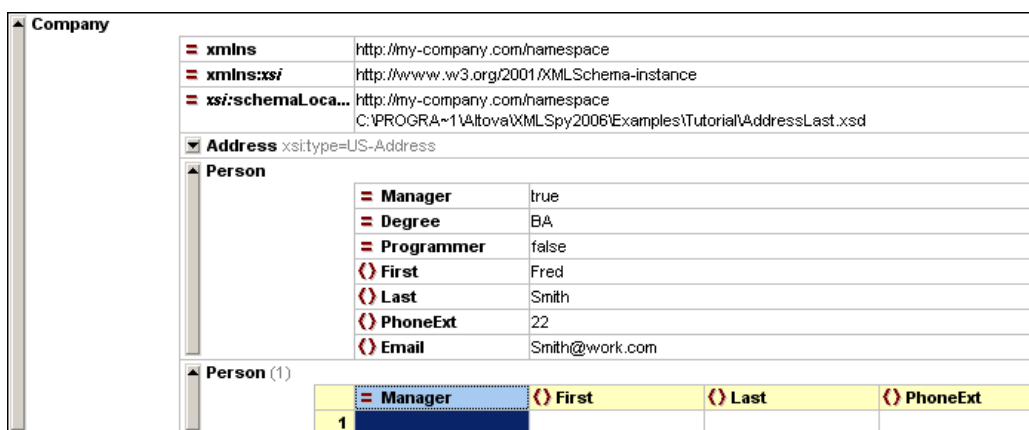 Company
= xmlns http://my-company.com/namespace
= xmlns:xsi http://www.w3.org/2001/XMLSchema-instance
= xsi:schemaLoca... http://my-company.com/namespace
C:\PROGRA~1\Altova\XMLSpy2006\Examples\Tutorial\AddressLast.xsd
Address xsi:type=US-Address
Person
= Manager true
= Degree BA
= Programmer false
() First Fred
() Last Smith
() PhoneExt 22
() Email Smith@work.com
Person (1)
= Manager () First () Last () PhoneExt
1